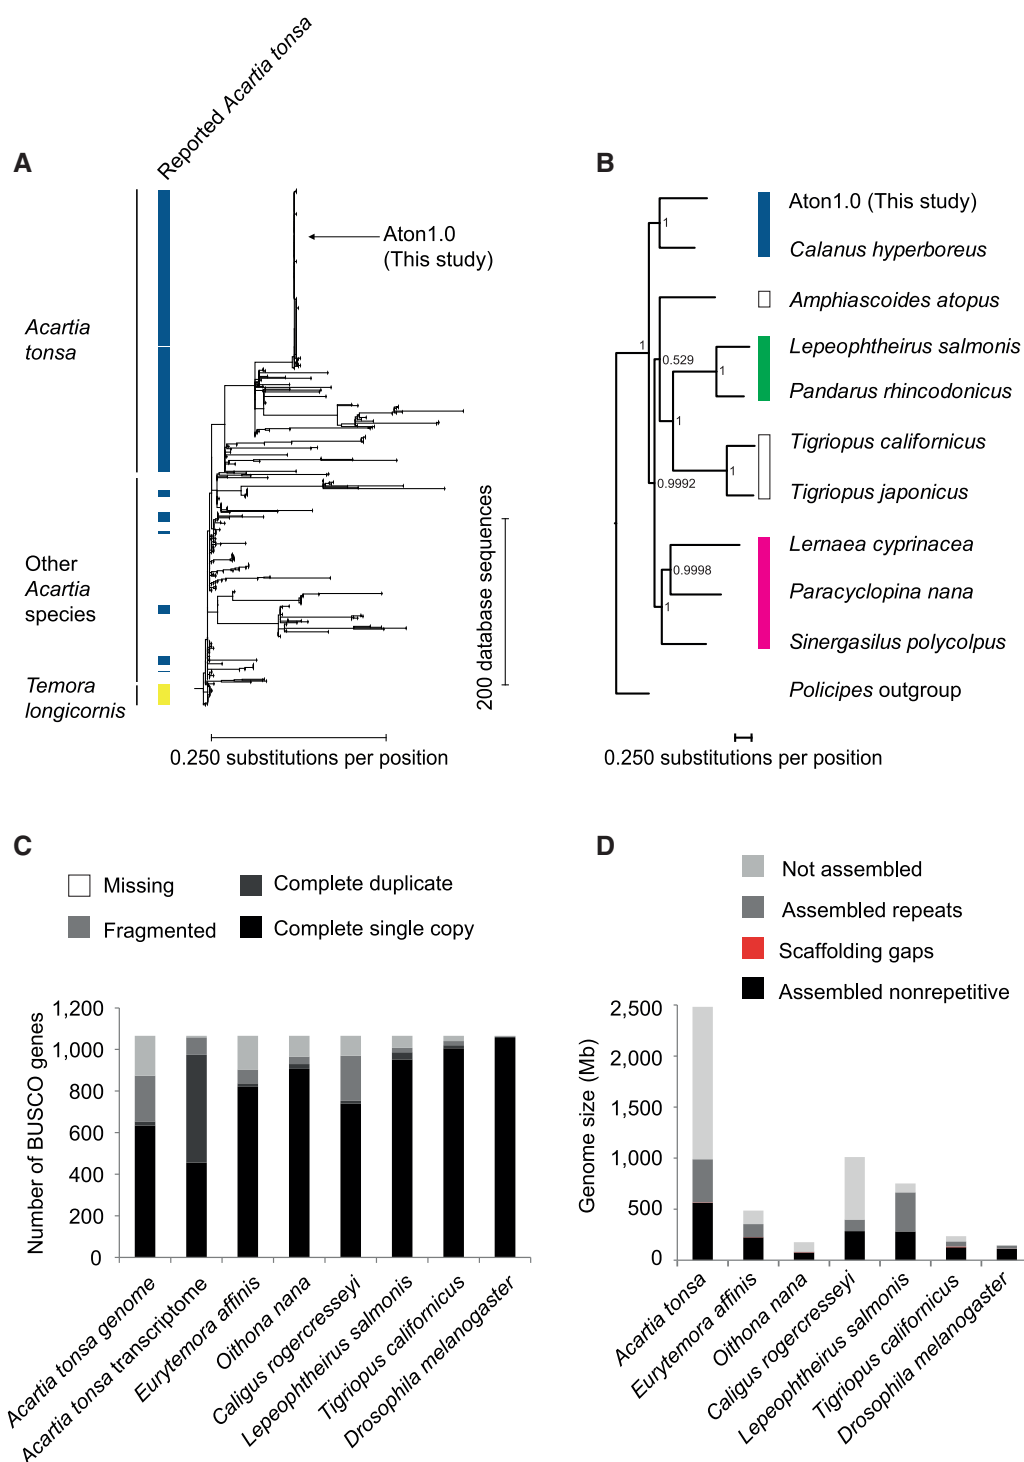 A
Reported Acartia tonsa
Acartia
tonsa
Aton1.0
(This study)
Other
Acartia
species
Temora
longicornis
200 database sequences
0.250 substitutions per position
B
Aton1.0 (This study)
Calanus hyperboreus
Amphiascoides atopus
Lepeophtheirus salmonis
Pandarus rhincodonicus
Tigriopus californicus
Tigriopus japonicus
Lernaea cyprinacea
Paracyclopina nana
Sinergasilus polycolpus
Policipes outgroup
1
1
0.529
1
1
1
0.9992
0.9998
1
0.250 substitutions per position
C
Missing
Complete duplicate
Fragmented
Complete single copy
Number of BUSCO genes
1,200
1,000
800
600
400
200
0
Acartia tonsa genome
Acartia tonsa transcriptome
Eurytemora affinis
Oithona nana
Caligus rogercresseyi
Lepeophtheirus salmonis
Tigriopus californicus
Drosophila melanogaster
D
Not assembled
Assembled repeats
Scaffolding gaps
Assembled nonrepetitive
Genome size (Mb)
2,500
2,000
1,500
1,000
500
0
Acartia tonsa
Eurytemora affinis
Oithona nana
Caligus rogercresseyi
Lepeophtheirus salmonis
Tigriopus californicus
Drosophila melanogaster